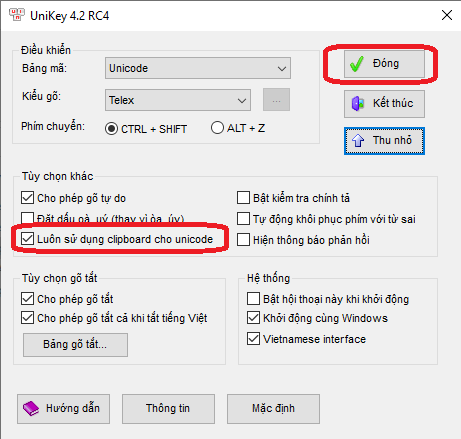 UniKey 4.2 RC4
Điều khiển
Bảng mã:
Unicode
Đóng
Kiểu gõ:
Telex
...
Kết thúc
Phím chuyển:
CTRL + SHIFT
ALT + Z
Thu nhỏ
Tùy chọn khác
Cho phép gõ tự do
Bật kiểm tra chính tả
Đặt dấu oà, uý (thay vì òa, úy)
Tự động khôi phục phím với từ sai
Luôn sử dụng clipboard cho unicode
Hiện thông báo phản hồi
Tùy chọn gõ tắt
Cho phép gõ tắt
Cho phép gõ tắt cả khi tắt tiếng Việt
Bảng gõ tắt...
Hệ thống
Bật hội thoại này khi khởi động
Khởi động cùng Windows
Vietnamese interface
Hướng dẫn
Thông tin
Mặc định